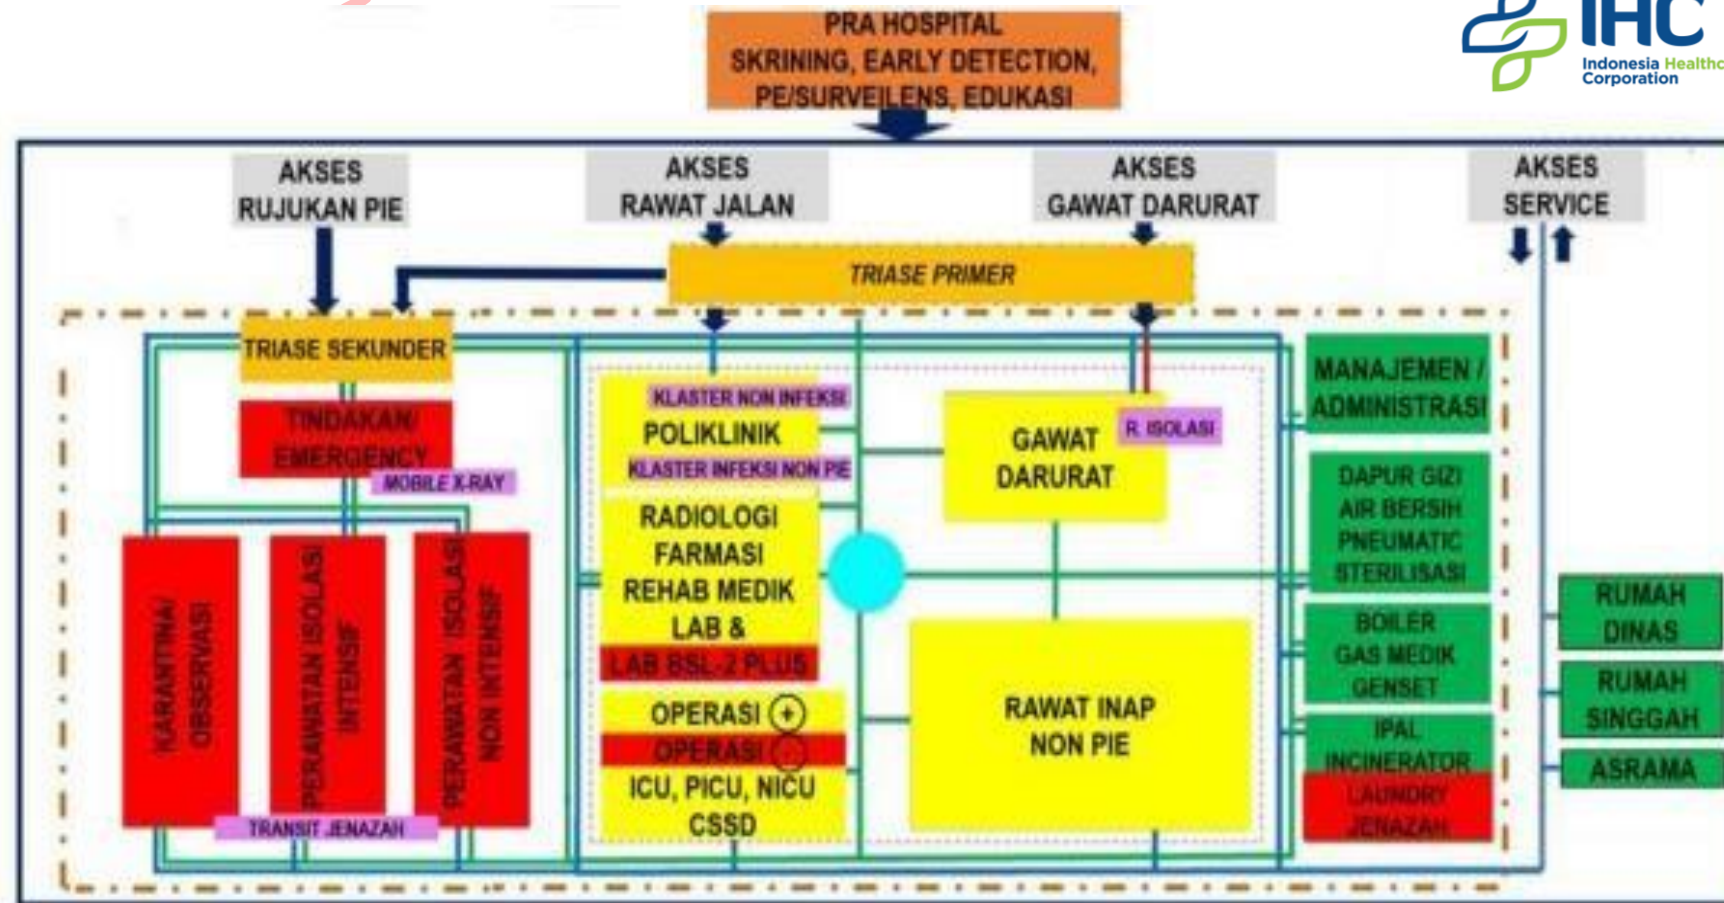 PRA HOSPITAL
SKRINING, EARLY DETECTION,
PE/SURVEILENS, EDUKASI
IHC
Indonesia Healthc
Corporation
AKSES
RUJUKAN PIE
AKSES
RAWAT JALAN
AKSES
GAWAT DARURAT
AKSES
SERVICE
TRIASE PRIMER
TRIASE SEKUNDER
TINDAKAN/
EMERGENCY
MOBILE X-RAY
KARANTINA/
OBSERVASI
PERAWATAN ISOLASI
INTENSIF
PERAWATAN ISOLASI
NON INTENSIF
TRANSIT JENAZAH
KLASTER NON INFEKSI
POLIKLINIK
KLASTER INFEKSI NON PIE
RADIOLOGI
FARMASI
REHAB MEDIK
LAB &
LAB BSL-2 PLUS
OPERASI +
OPERASI -
ICU, PICU, NICU
CSSD
GAWAT
DARURAT
R. ISOLASI
RAWAT INAP
NON PIE
MANAJEMEN /
ADMINISTRASI
DAPUR GIZI
AIR BERSIH
PNEUMATIC
STERILISASI
BOILER
GAS MEDIK
GENSET
IPAL
INCINERATOR
LAUNDRY
JENAZAH
RUMAH
DINAS
RUMAH
SINGGAH
ASRAMA